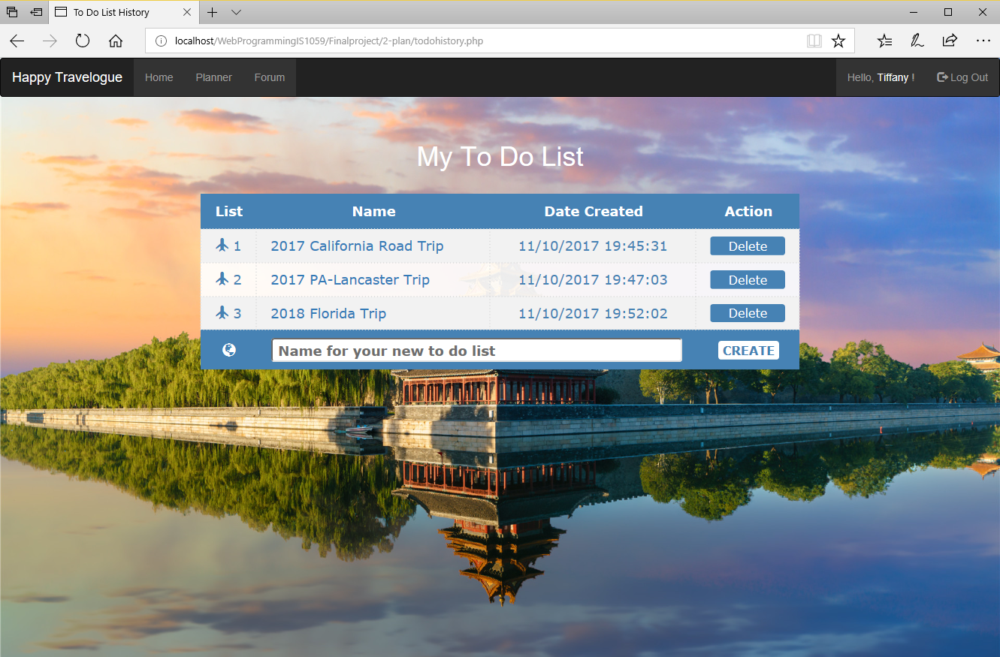 To Do List History
localhost/WebProgrammingIS1059/Finalproject/2-plan/todohistory.php
Happy Travelogue Home Planner Forum Hello, Tiffany ! Log Out
My To Do List
List Name Date Created Action
1 2017 California Road Trip 11/10/2017 19:45:31 Delete
2 2017 PA-Lancaster Trip 11/10/2017 19:47:03 Delete
3 2018 Florida Trip 11/10/2017 19:52:02 Delete
Name for your new to do list CREATE